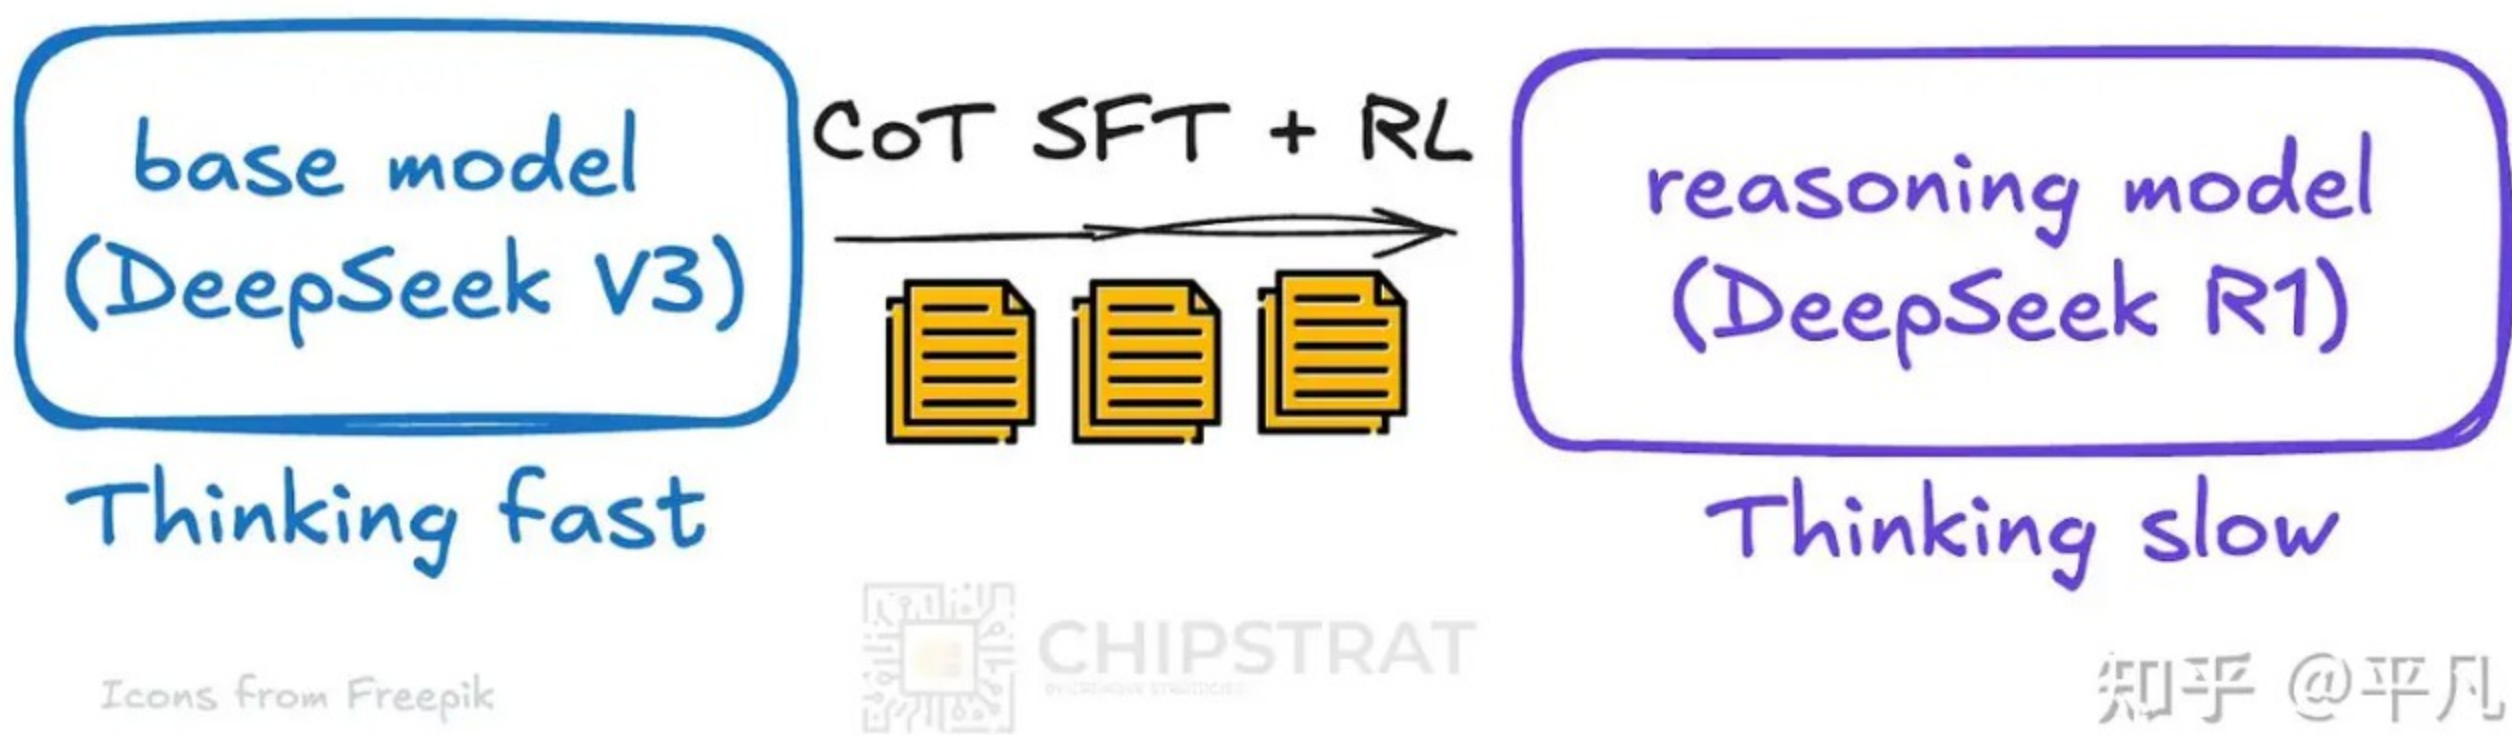 base model
(DeepSeek V3)
Thinking fast
CoT SFT + RL
reasoning model
(DeepSeek R1)
Thinking slow
Icons from Freepik
CHIPSTRAT
知乎 @平凡